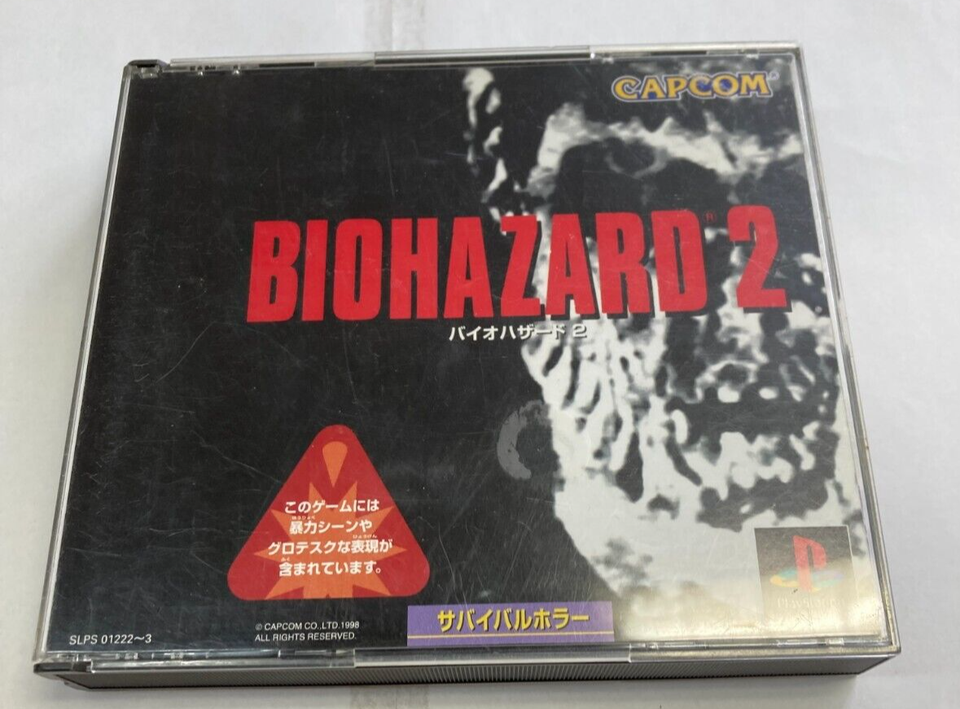 CAPCOM
BIOHAZARD® 2
バイオハザード 2
このゲームには
暴力シーンや
グロテスクな表現が
含まれています。
サバイバルホラー
© CAPCOM CO.,LTD.1998
ALL RIGHTS RESERVED.
SLPS 01222〜3